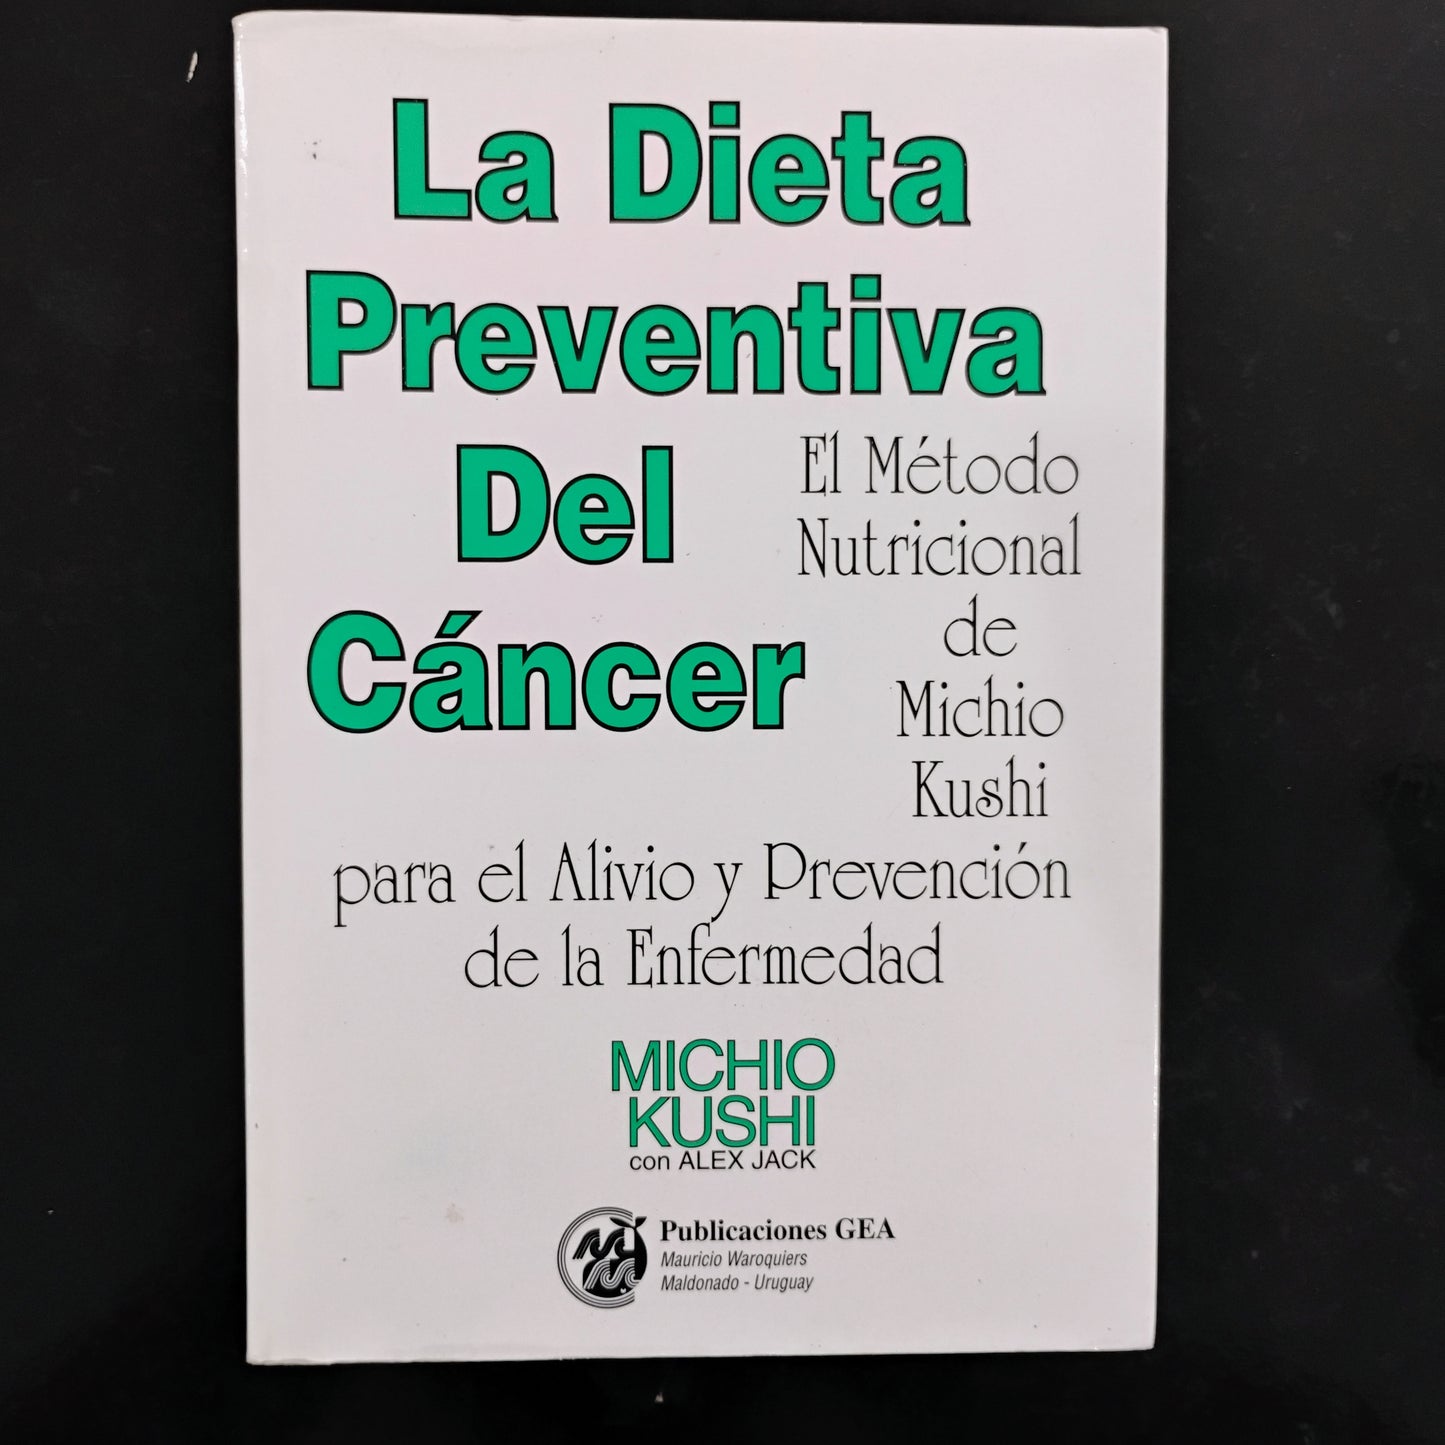 La Dieta
Preventiva
Del
Cáncer
El Método
Nutricional
de
Michio
Kushi
para el Alivio y Prevención
de la Enfermedad
MICHIO
KUSHI
con ALEX JACK
Publicaciones GEA
Mauricio Waroquiers
Maldonado - Uruguay